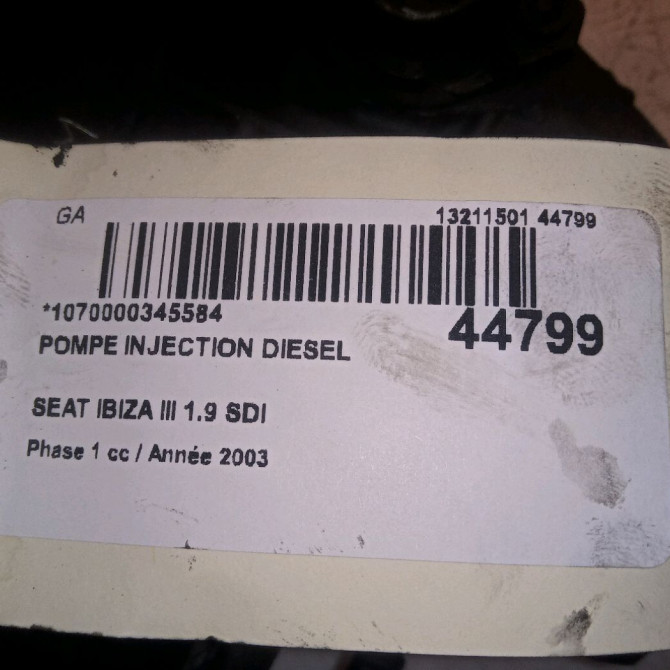 GA 13211501 44799
*1070000345584
44799
POMPE INJECTION DIESEL
SEAT IBIZA III 1.9 SDI
Phase 1 cc / Année 2003